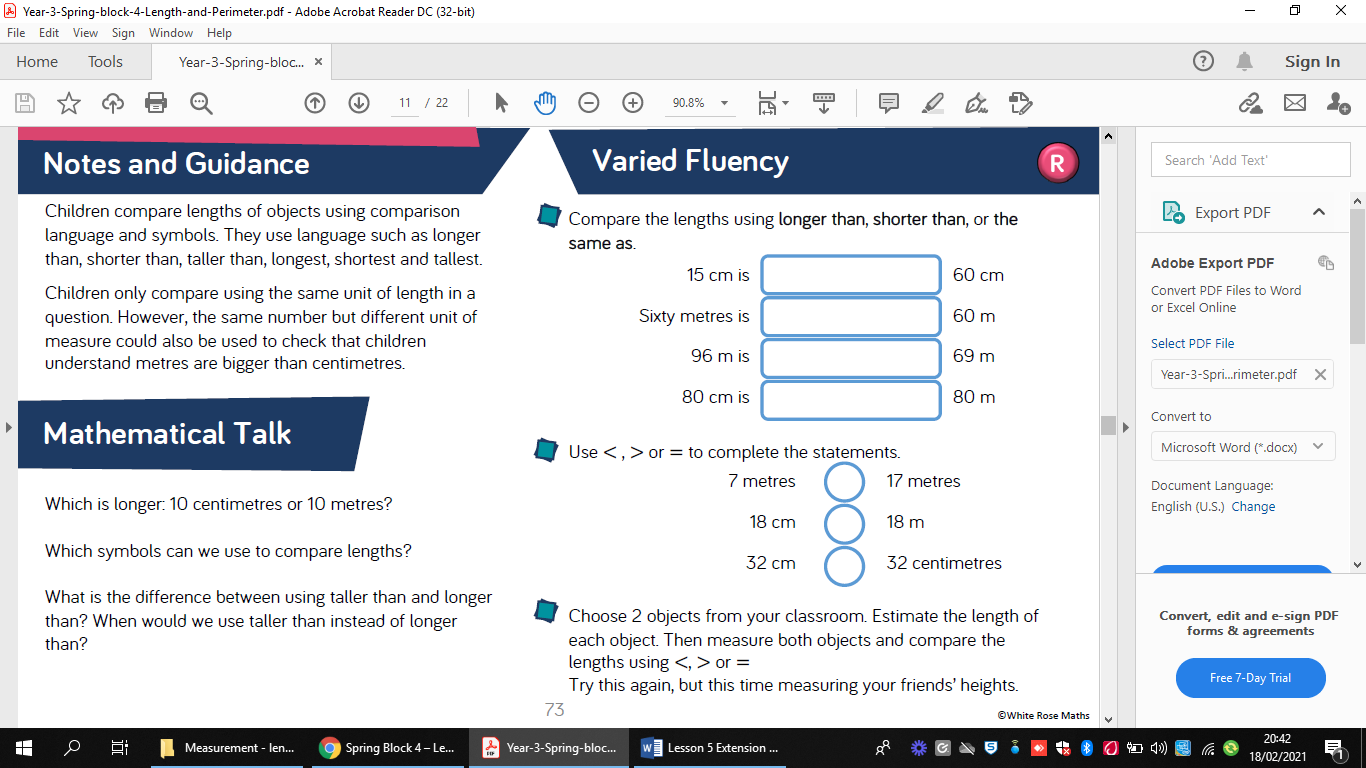 Year-3-Spring-block-4-Length-and-Perimeter.pdf - Adobe Acrobat Reader DC (32-bit)
File Edit View Sign Window Help
Home Tools Year-3-Spring-bloc... × ? Sign In
11 / 22 90.8%
Notes and Guidance
Children compare lengths of objects using comparison
language and symbols. They use language such as longer
than, shorter than, taller than, longest, shortest and tallest.
Children only compare using the same unit of length in a
question. However, the same number but different unit of
measure could also be used to check that children
understand metres are bigger than centimetres.
Mathematical Talk
Which is longer: 10 centimetres or 10 metres?
Which symbols can we use to compare lengths?
What is the difference between using taller than and longer
than? When would we use taller than instead of longer
than?
Varied Fluency
R
Compare the lengths using longer than, shorter than, or the
same as.
15 cm is 60 cm
Sixty metres is 60 m
96 m is 69 m
80 cm is 80 m
Use < , > or = to complete the statements.
7 metres 17 metres
18 cm 18 m
32 cm 32 centimetres
Choose 2 objects from your classroom. Estimate the length of
each object. Then measure both objects and compare the
lengths using <, > or =
Try this again, but this time measuring your friends' heights.
73
©White Rose Maths
Search 'Add Text'
Export PDF
Adobe Export PDF
Convert PDF Files to Word
or Excel Online
Select PDF File
Year-3-Spri...rimeter.pdf ×
Convert to
Microsoft Word (*.docx)
Document Language:
English (U.S.) Change
Convert, edit and e-sign PDF
forms & agreements
Free 7-Day Trial
Measurement - len... Spring Block 4 – Le... Year-3-Spring-bloc... Lesson 5 Extension ...
20:42
18/02/2021
1